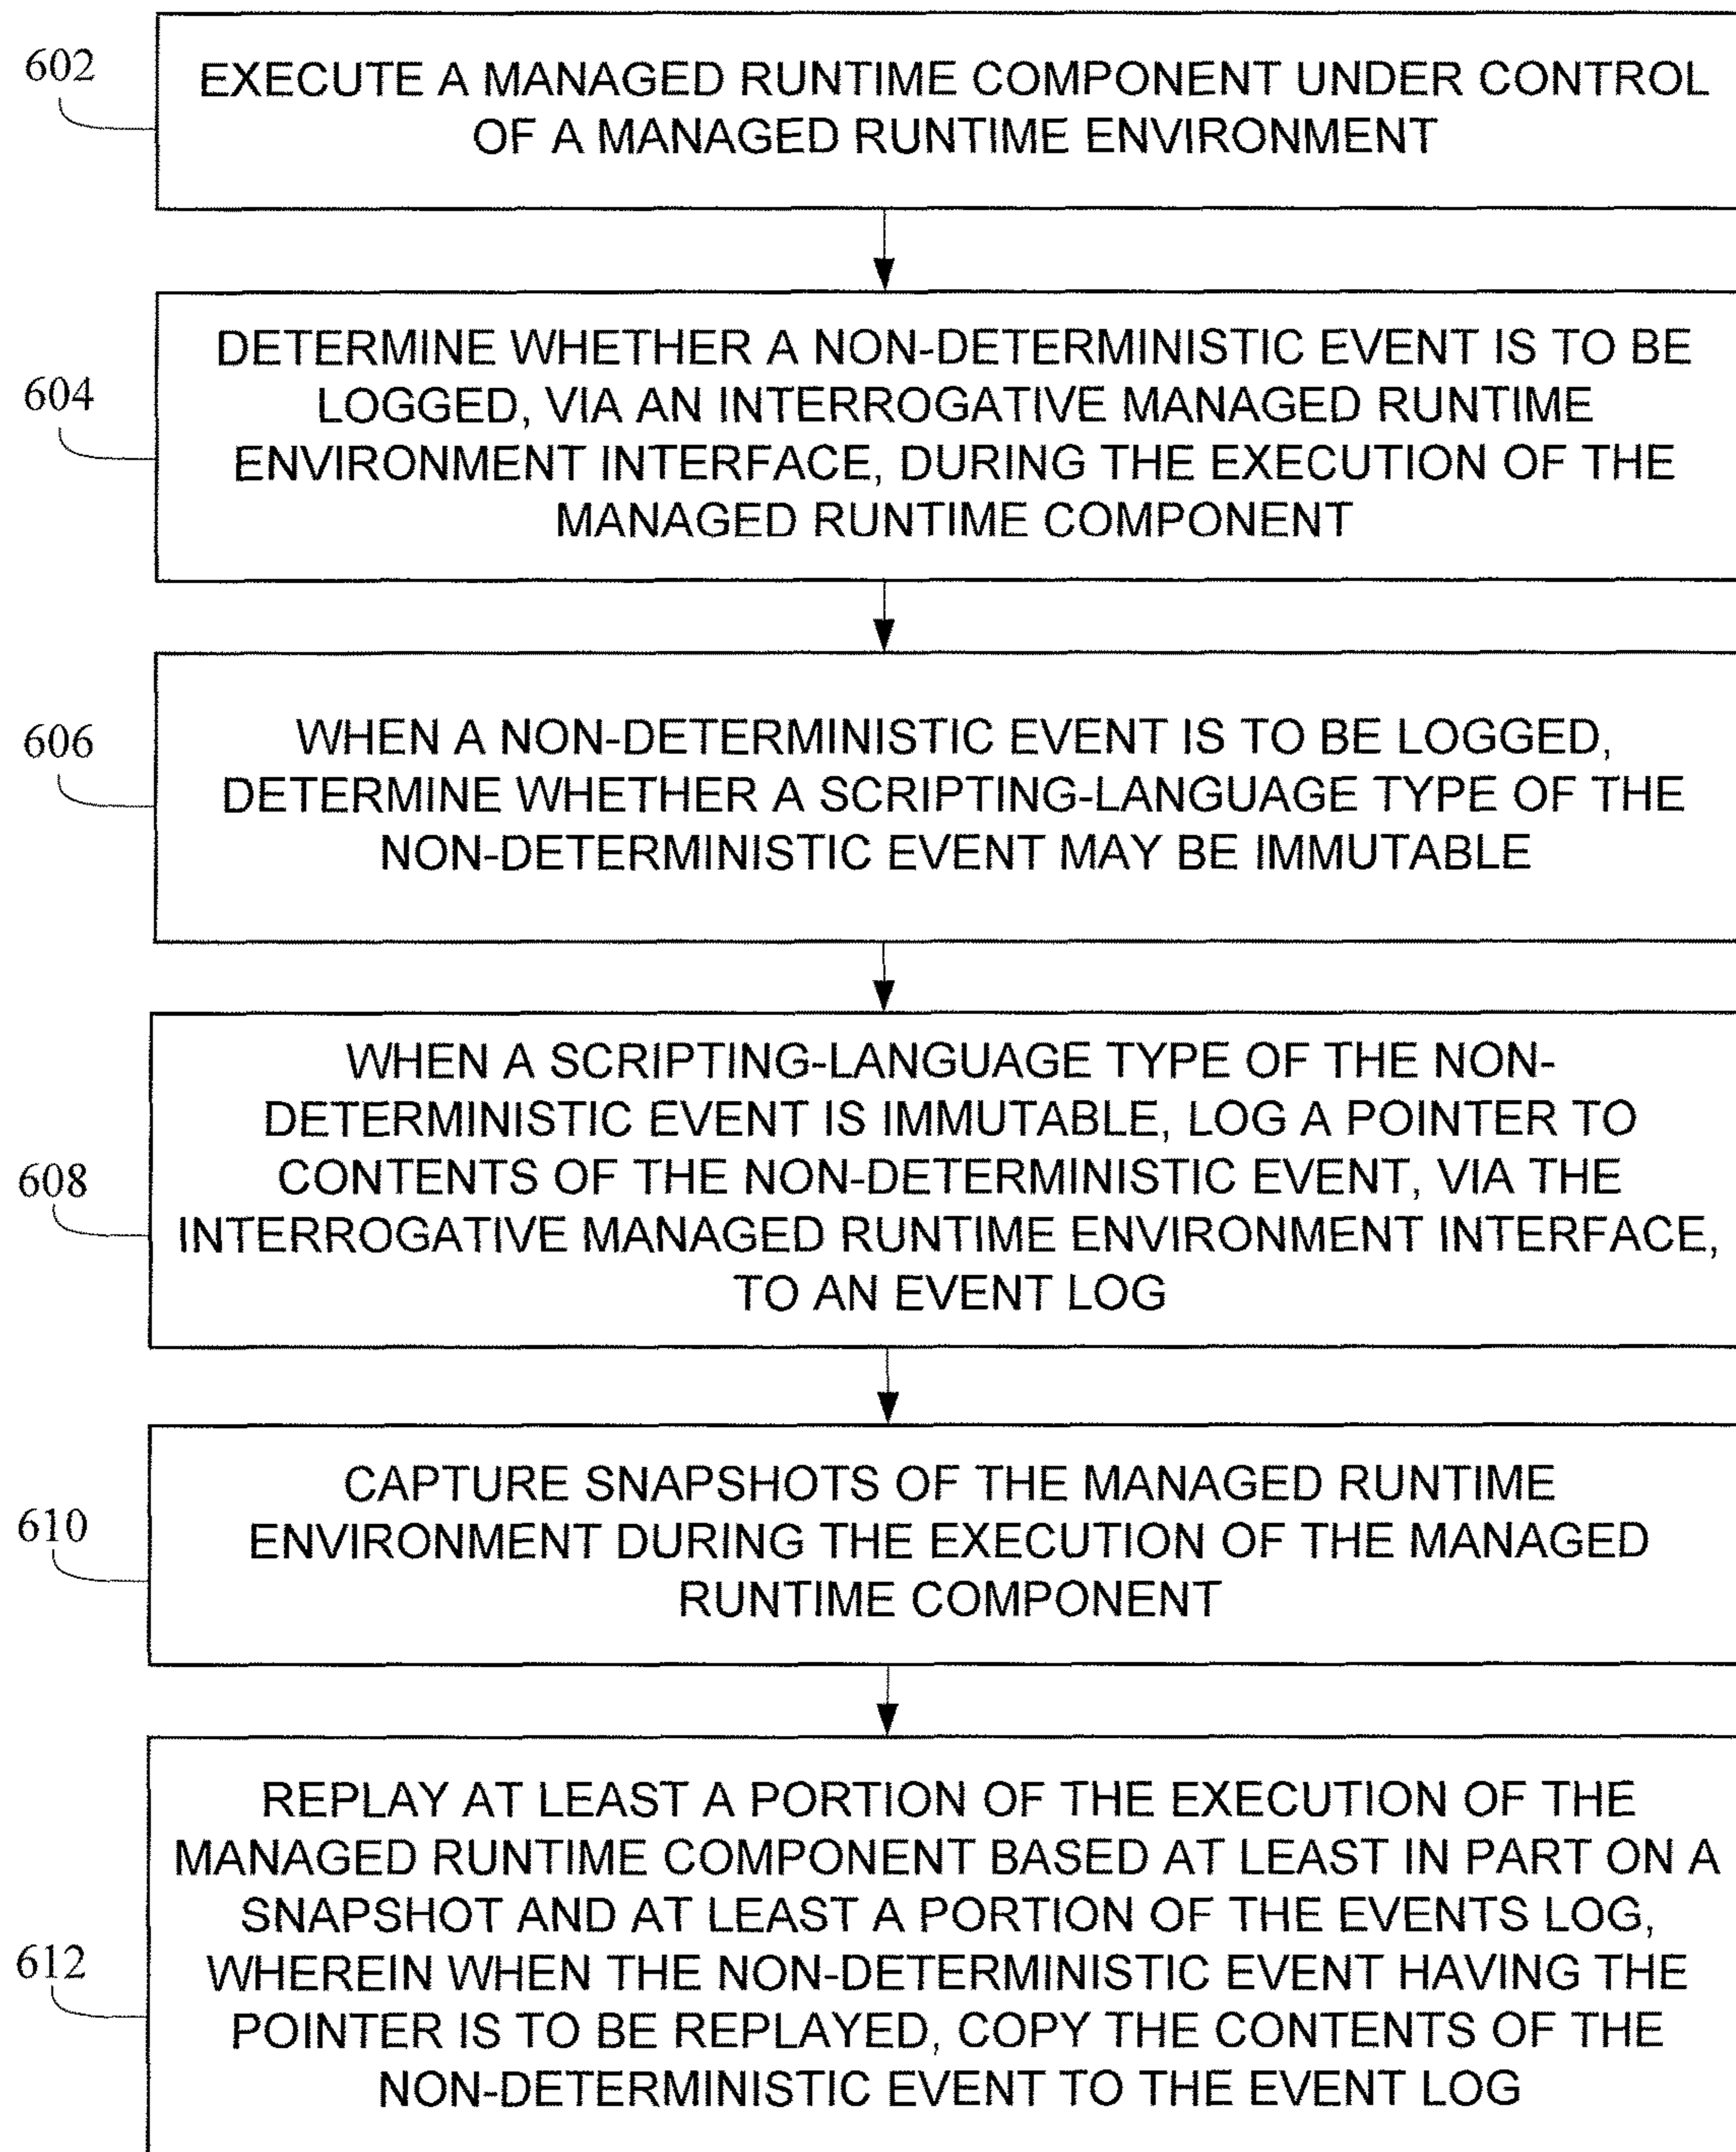 602
EXECUTE A MANAGED RUNTIME COMPONENT UNDER CONTROL
OF A MANAGED RUNTIME ENVIRONMENT
604
DETERMINE WHETHER A NON-DETERMINISTIC EVENT IS TO BE
LOGGED, VIA AN INTERROGATIVE MANAGED RUNTIME
ENVIRONMENT INTERFACE, DURING THE EXECUTION OF THE
MANAGED RUNTIME COMPONENT
606
WHEN A NON-DETERMINISTIC EVENT IS TO BE LOGGED,
DETERMINE WHETHER A SCRIPTING-LANGUAGE TYPE OF THE
NON-DETERMINISTIC EVENT MAY BE IMMUTABLE
608
WHEN A SCRIPTING-LANGUAGE TYPE OF THE NON-
DETERMINISTIC EVENT IS IMMUTABLE, LOG A POINTER TO
CONTENTS OF THE NON-DETERMINISTIC EVENT, VIA THE
INTERROGATIVE MANAGED RUNTIME ENVIRONMENT INTERFACE,
TO AN EVENT LOG
610
CAPTURE SNAPSHOTS OF THE MANAGED RUNTIME
ENVIRONMENT DURING THE EXECUTION OF THE MANAGED
RUNTIME COMPONENT
612
REPLAY AT LEAST A PORTION OF THE EXECUTION OF THE
MANAGED RUNTIME COMPONENT BASED AT LEAST IN PART ON A
SNAPSHOT AND AT LEAST A PORTION OF THE EVENTS LOG,
WHEREIN WHEN THE NON-DETERMINISTIC EVENT HAVING THE
POINTER IS TO BE REPLAYED, COPY THE CONTENTS OF THE
NON-DETERMINISTIC EVENT TO THE EVENT LOG